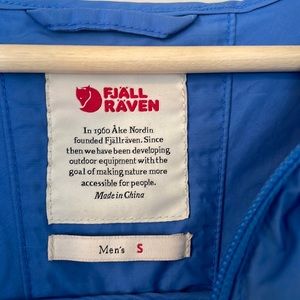 FJÄLL
RÄVEN
In 1960 Åke Nordin
founded Fjällräven. Since
then we have been developing
outdoor equipment with the
goal of making nature more
accessible for people.
Made in China
Men's S